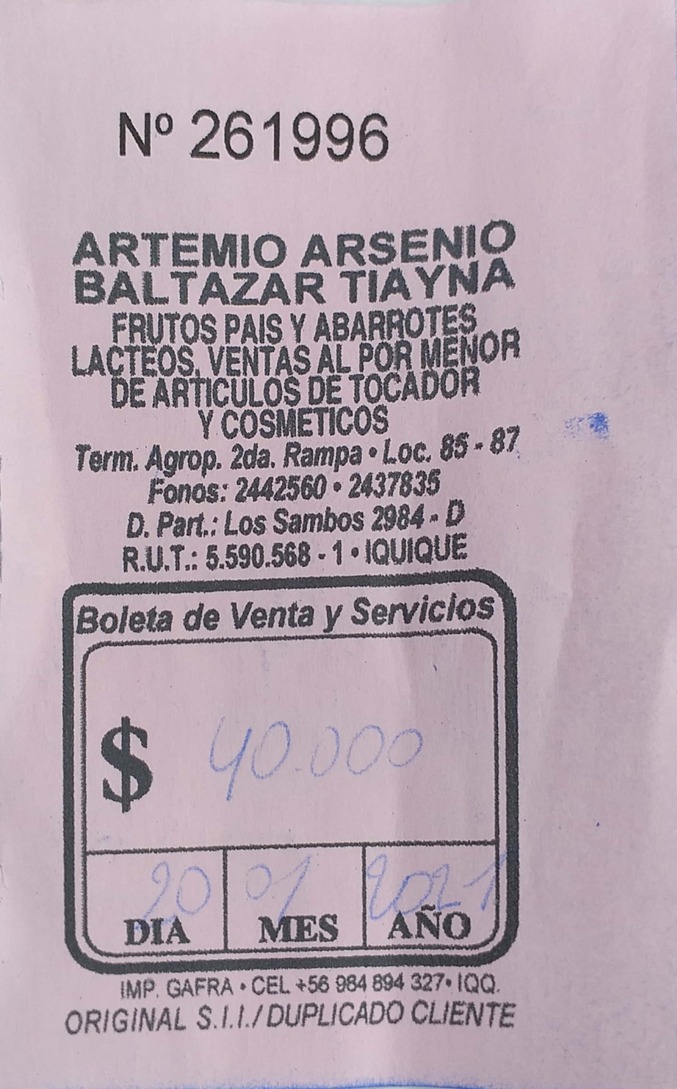 Nº 261996
ARTEMIO ARSENIO
BALTAZAR TIAYNA
FRUTOS PAIS Y ABARROTES
LACTEOS, VENTAS AL POR MENOR
DE ARTICULOS DE TOCADOR
Y COSMETICOS
Term. Agrop. 2da. Rampa • Loc. 85 - 87
Fonos: 2442560 • 2437835
D. Part.: Los Sambos 2984 - D
R.U.T.: 5.590.568 - 1 • IQUIQUE
Boleta de Venta y Servicios
$ 40.000
20 01 2021
DIA MES AÑO
IMP. GAFRA • CEL +56 984 894 327 • IQQ.
ORIGINAL S.I.I./ DUPLICADO CLIENTE